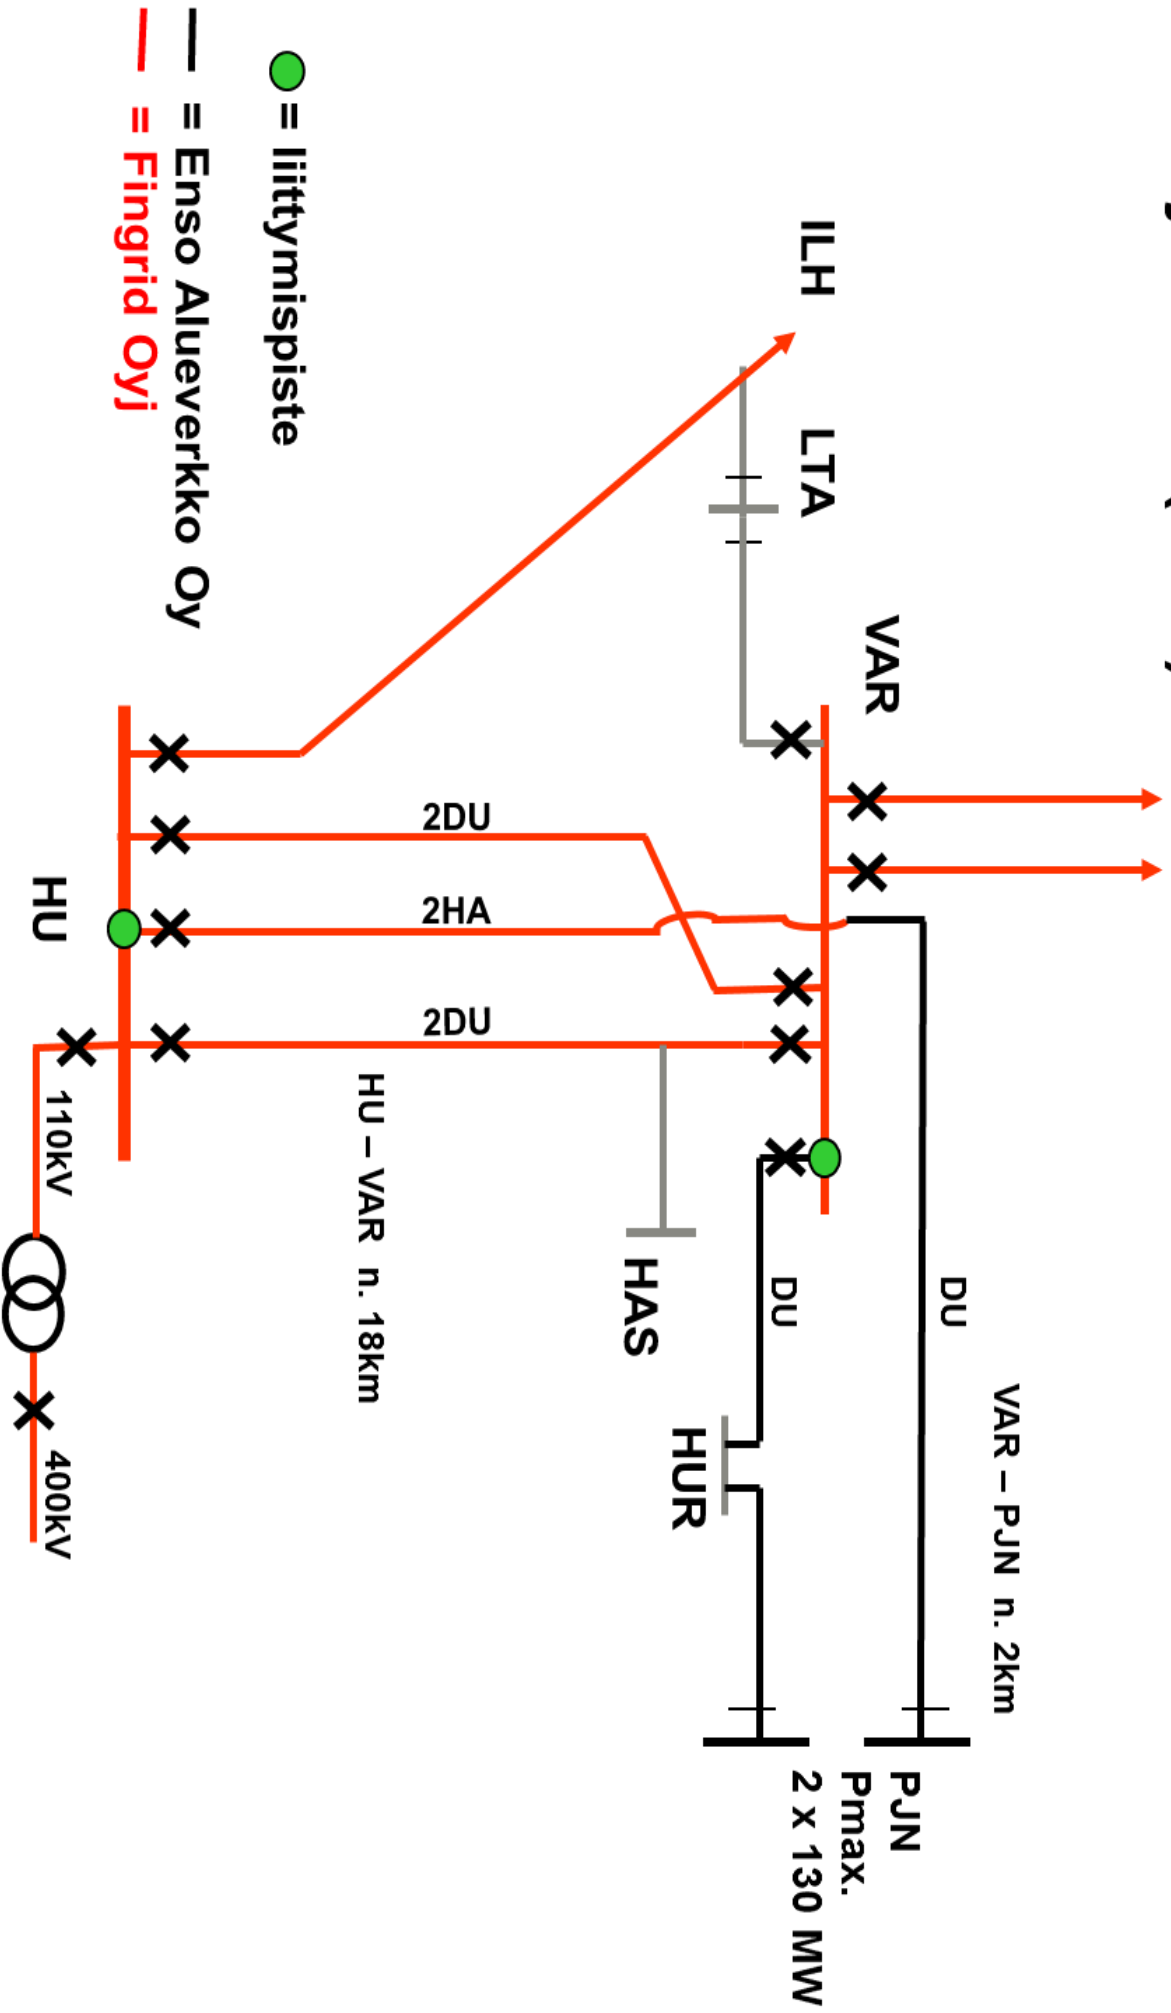 VAR – PJN n. 2km
DU
PJN
Pmax.
2 x 130 MW
VAR
ILH
LTA
DU
HUR
HAS
2DU
2HA
2DU
HU – VAR n. 18km
= liittymispiste
= Enso Alueverkko Oy
= Fingrid Oyj
HU
110kV
400kV